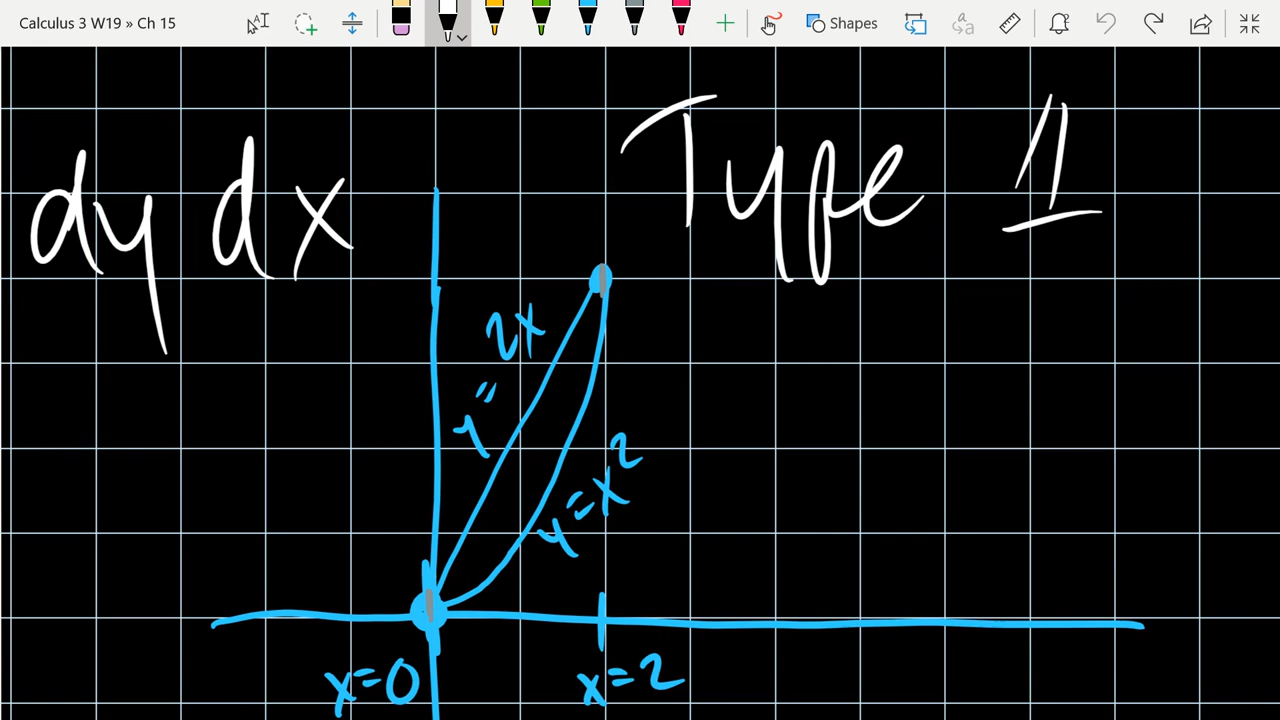 Calculus 3 W19 » Ch 15
Shapes
dy dx
Type 1
y = 2x
y = x²
x = 0
x = 2